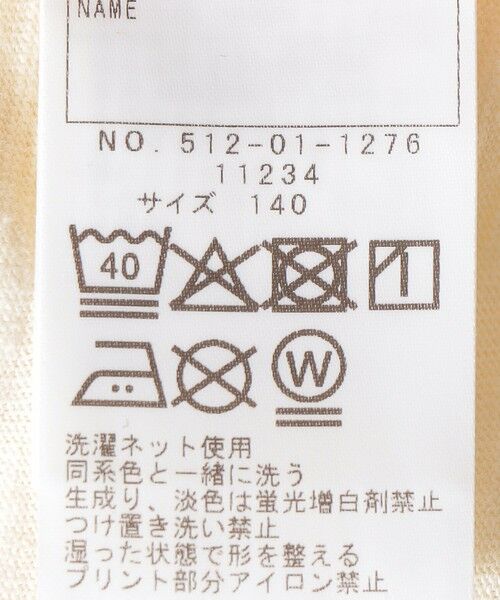 NAME
NO. 512-01-1276
11234
サイズ 140
40
W
洗濯ネット使用
同系色と一緒に洗う
生成り、淡色は蛍光増白剤禁止
つけ置き洗い禁止
湿った状態で形を整える
プリント部分アイロン禁止